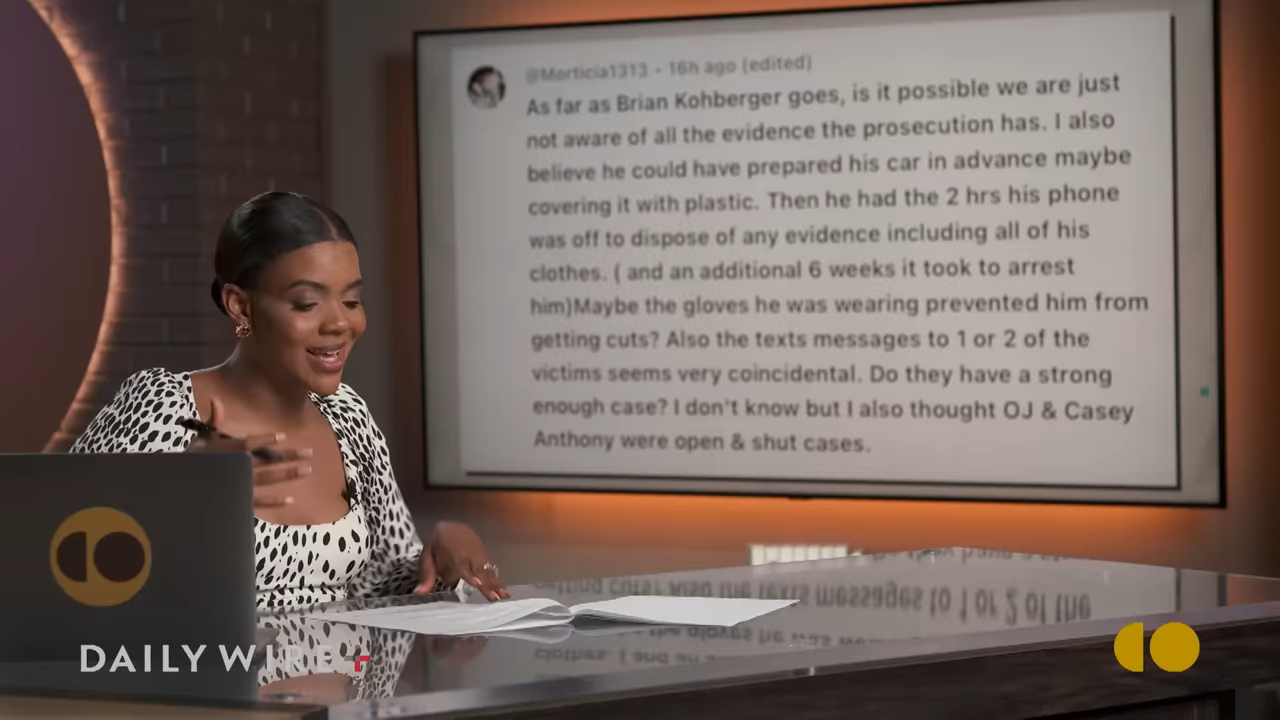 @Morticia1313 • 16h ago (edited)
As far as Brian Kohberger goes, is it possible we are just
not aware of all the evidence the prosecution has. I also
believe he could have prepared his car in advance maybe
covering it with plastic. Then he had the 2 hrs his phone
was off to dispose of any evidence including all of his
clothes. ( and an additional 6 weeks it took to arrest
him)Maybe the gloves he was wearing prevented him from
getting cuts? Also the texts messages to 1 or 2 of the
victims seems very coincidental. Do they have a strong
enough case? I don't know but I also thought OJ & Casey
Anthony were open & shut cases.
DAILY WIRE+